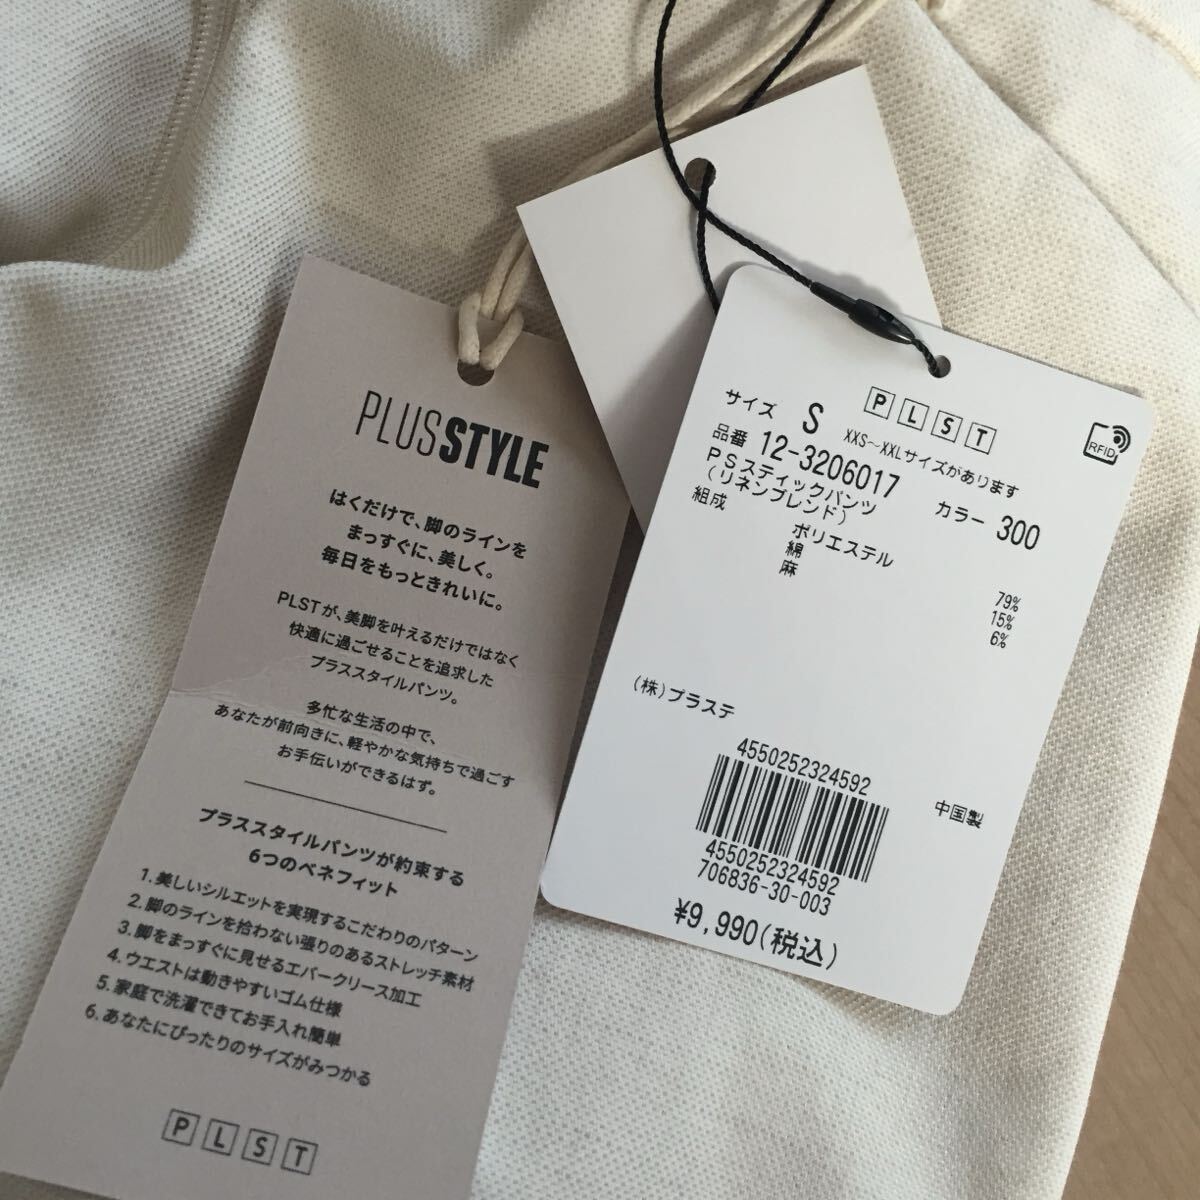 PLUSSTYLE
はくだけで、脚のラインを
まっすぐに、美しく。
毎日をもっときれいに。
PLSTが、美脚を叶えるだけではなく
快適に過ごせることを追求した
プラススタイルパンツ。
多忙な生活の中で、
あなたが前向きに、軽やかな気持ちで過ごす
お手伝いができるはず。
プラススタイルパンツが約束する
6つのベネフィット
1. 美しいシルエットを実現するこだわりのパターン
2. 脚のラインを拾わない張りのあるストレッチ素材
3. 脚をまっすぐに見せるエバークリース加工
4. ウエストは動きやすいゴム仕様
5. 家庭で洗濯できてお手入れ簡単
6. あなたにぴったりのサイズがみつかる
PLST
PLST
RFID
サイズ S XXS～XXLサイズがあります
品番 12-3206017 カラー 300
PSスティックパンツ
(リネンブレンド)
組成 ポリエステル 79%
綿 15%
麻 6%
(株)プラステ
4550252324592
中国製
4550252324592
706836-30-003
¥9,990(税込)